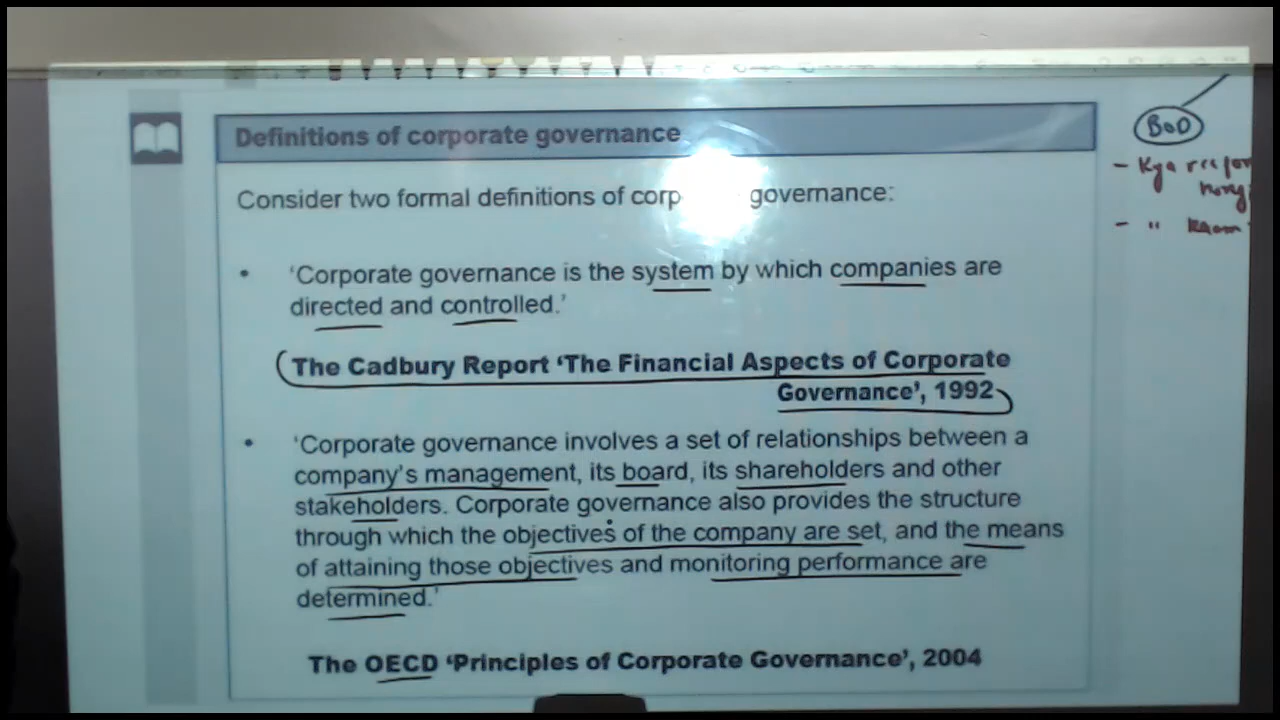 Definitions of corporate governance
Consider two formal definitions of corp governance:
• ‘Corporate governance is the system by which companies are
directed and controlled.’
The Cadbury Report ‘The Financial Aspects of Corporate
Governance’, 1992
• ‘Corporate governance involves a set of relationships between a
company’s management, its board, its shareholders and other
stakeholders. Corporate governance also provides the structure
through which the objectives of the company are set, and the means
of attaining those objectives and monitoring performance are
determined.’
The OECD ‘Principles of Corporate Governance’, 2004
BOD
- Kya
- "